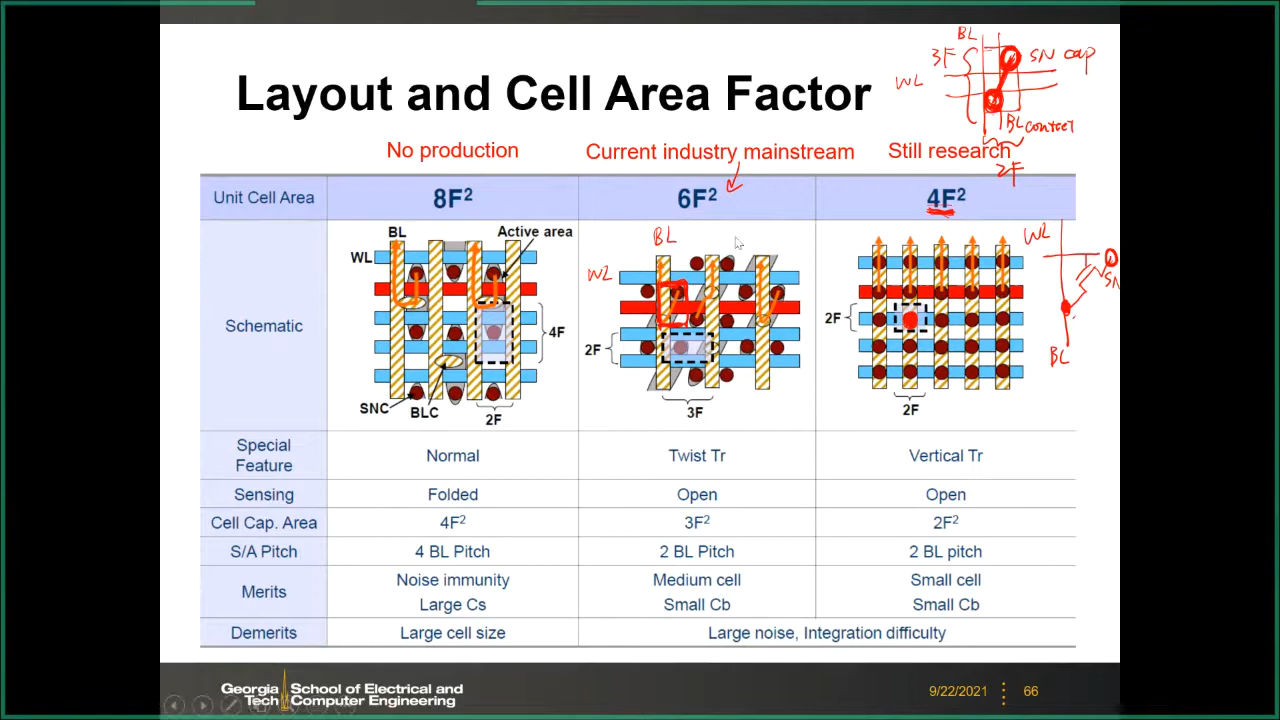 BL
3F
SN cap
WL
BL contact
2F
Layout and Cell Area Factor
No production
Current industry mainstream
Still research
Unit Cell Area
8F2
6F2
4F2
BL
Active area
WL
4F
SNC
BLC
2F
BL
WL
2F
3F
2F
2F
WL
SN
BL
Schematic
Special Feature
Normal
Twist Tr
Vertical Tr
Sensing
Folded
Open
Open
Cell Cap. Area
4F2
3F2
2F2
S/A Pitch
4 BL Pitch
2 BL Pitch
2 BL pitch
Merits
Noise immunity
Large Cs
Medium cell
Small Cb
Small cell
Small Cb
Demerits
Large cell size
Large noise, Integration difficulty
Georgia Tech
School of Electrical and
Computer Engineering
9/22/2021
66